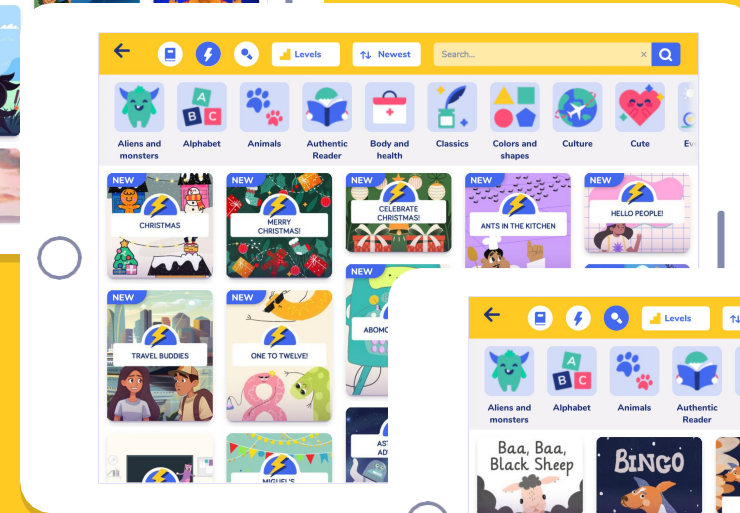 Levels
Newest
Search...
×
Aliens and
monsters
A
B C
Alphabet
Animals
Authentic
Reader
Body and
health
Classics
Colors and
shapes
Culture
Cute
NEW
CHRISTMAS
NEW
MERRY
CHRISTMAS!
NEW
CELEBRATE
CHRISTMAS!
NEW
ANTS IN THE KITCHEN
NEW
HELLO PEOPLE!
NEW
TRAVEL BUDDIES
NEW
ONE TO TWELVE!
NEW
MIGUEL'S
Levels
Aliens and
monsters
A
B C
Alphabet
Animals
Authentic
Reader
Baa, Baa,
Black Sheep
BINGO